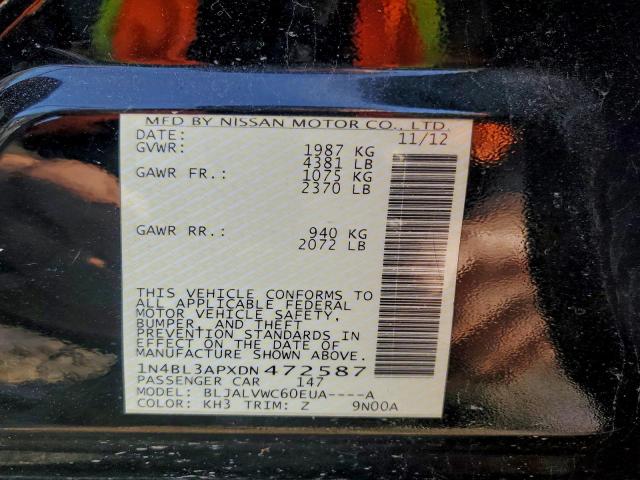 MFD BY NISSAN MOTOR CO., LTD.
DATE: 11/12
GVWR: 1987 KG
4381 LB
GAWR FR.: 1075 KG
2370 LB
GAWR RR.: 940 KG
2072 LB
THIS VEHICLE CONFORMS TO
ALL APPLICABLE FEDERAL
MOTOR VEHICLE SAFETY,
BUMPER, AND THEFT
PREVENTION STANDARDS IN
EFFECT ON THE DATE OF
MANUFACTURE SHOWN ABOVE.
1N4BL3APXDN472587
PASSENGER CAR 147
MODEL: BLJALVWC60EUA----A
COLOR: KH3 TRIM: Z 9N00A